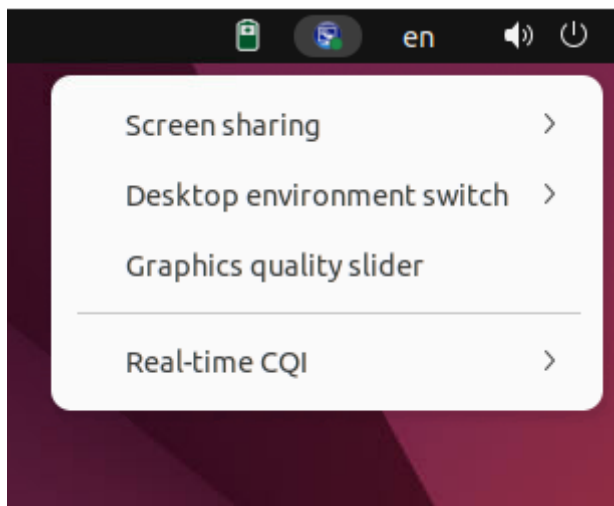 en
Screen sharing
Desktop environment switch
Graphics quality slider
Real-time CQI